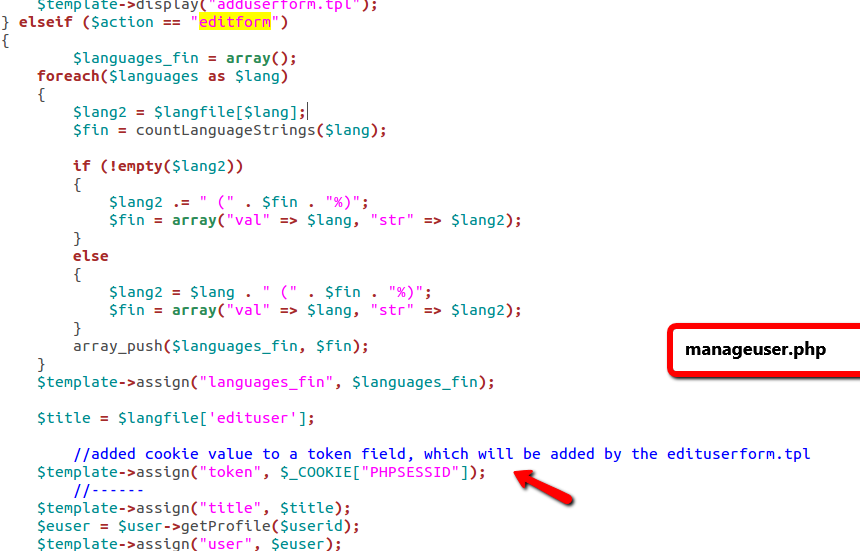 $template->display("adduserform.tpl");
} elseif ($action == "editform")
{
$languages_fin = array();
foreach($languages as $lang)
{
$lang2 = $langfile[$lang];
$fin = countLanguageStrings($lang);
if (!empty($lang2))
{
$lang2 .= " (" . $fin . "%)";
$fin = array("val" => $lang, "str" => $lang2);
}
else
{
$lang2 = $lang . " (" . $fin . "%)";
$fin = array("val" => $lang, "str" => $lang2);
}
array_push($languages_fin, $fin);
}
$template->assign("languages_fin", $languages_fin);
$title = $langfile['edituser'];
//added cookie value to a token field, which will be added by the edituserform.tpl
$template->assign("token", $_COOKIE["PHPSESSID"]);
//------
$template->assign("title", $title);
$euser = $user->getProfile($userid);
$template->assign("user", $euser);
manageuser.php